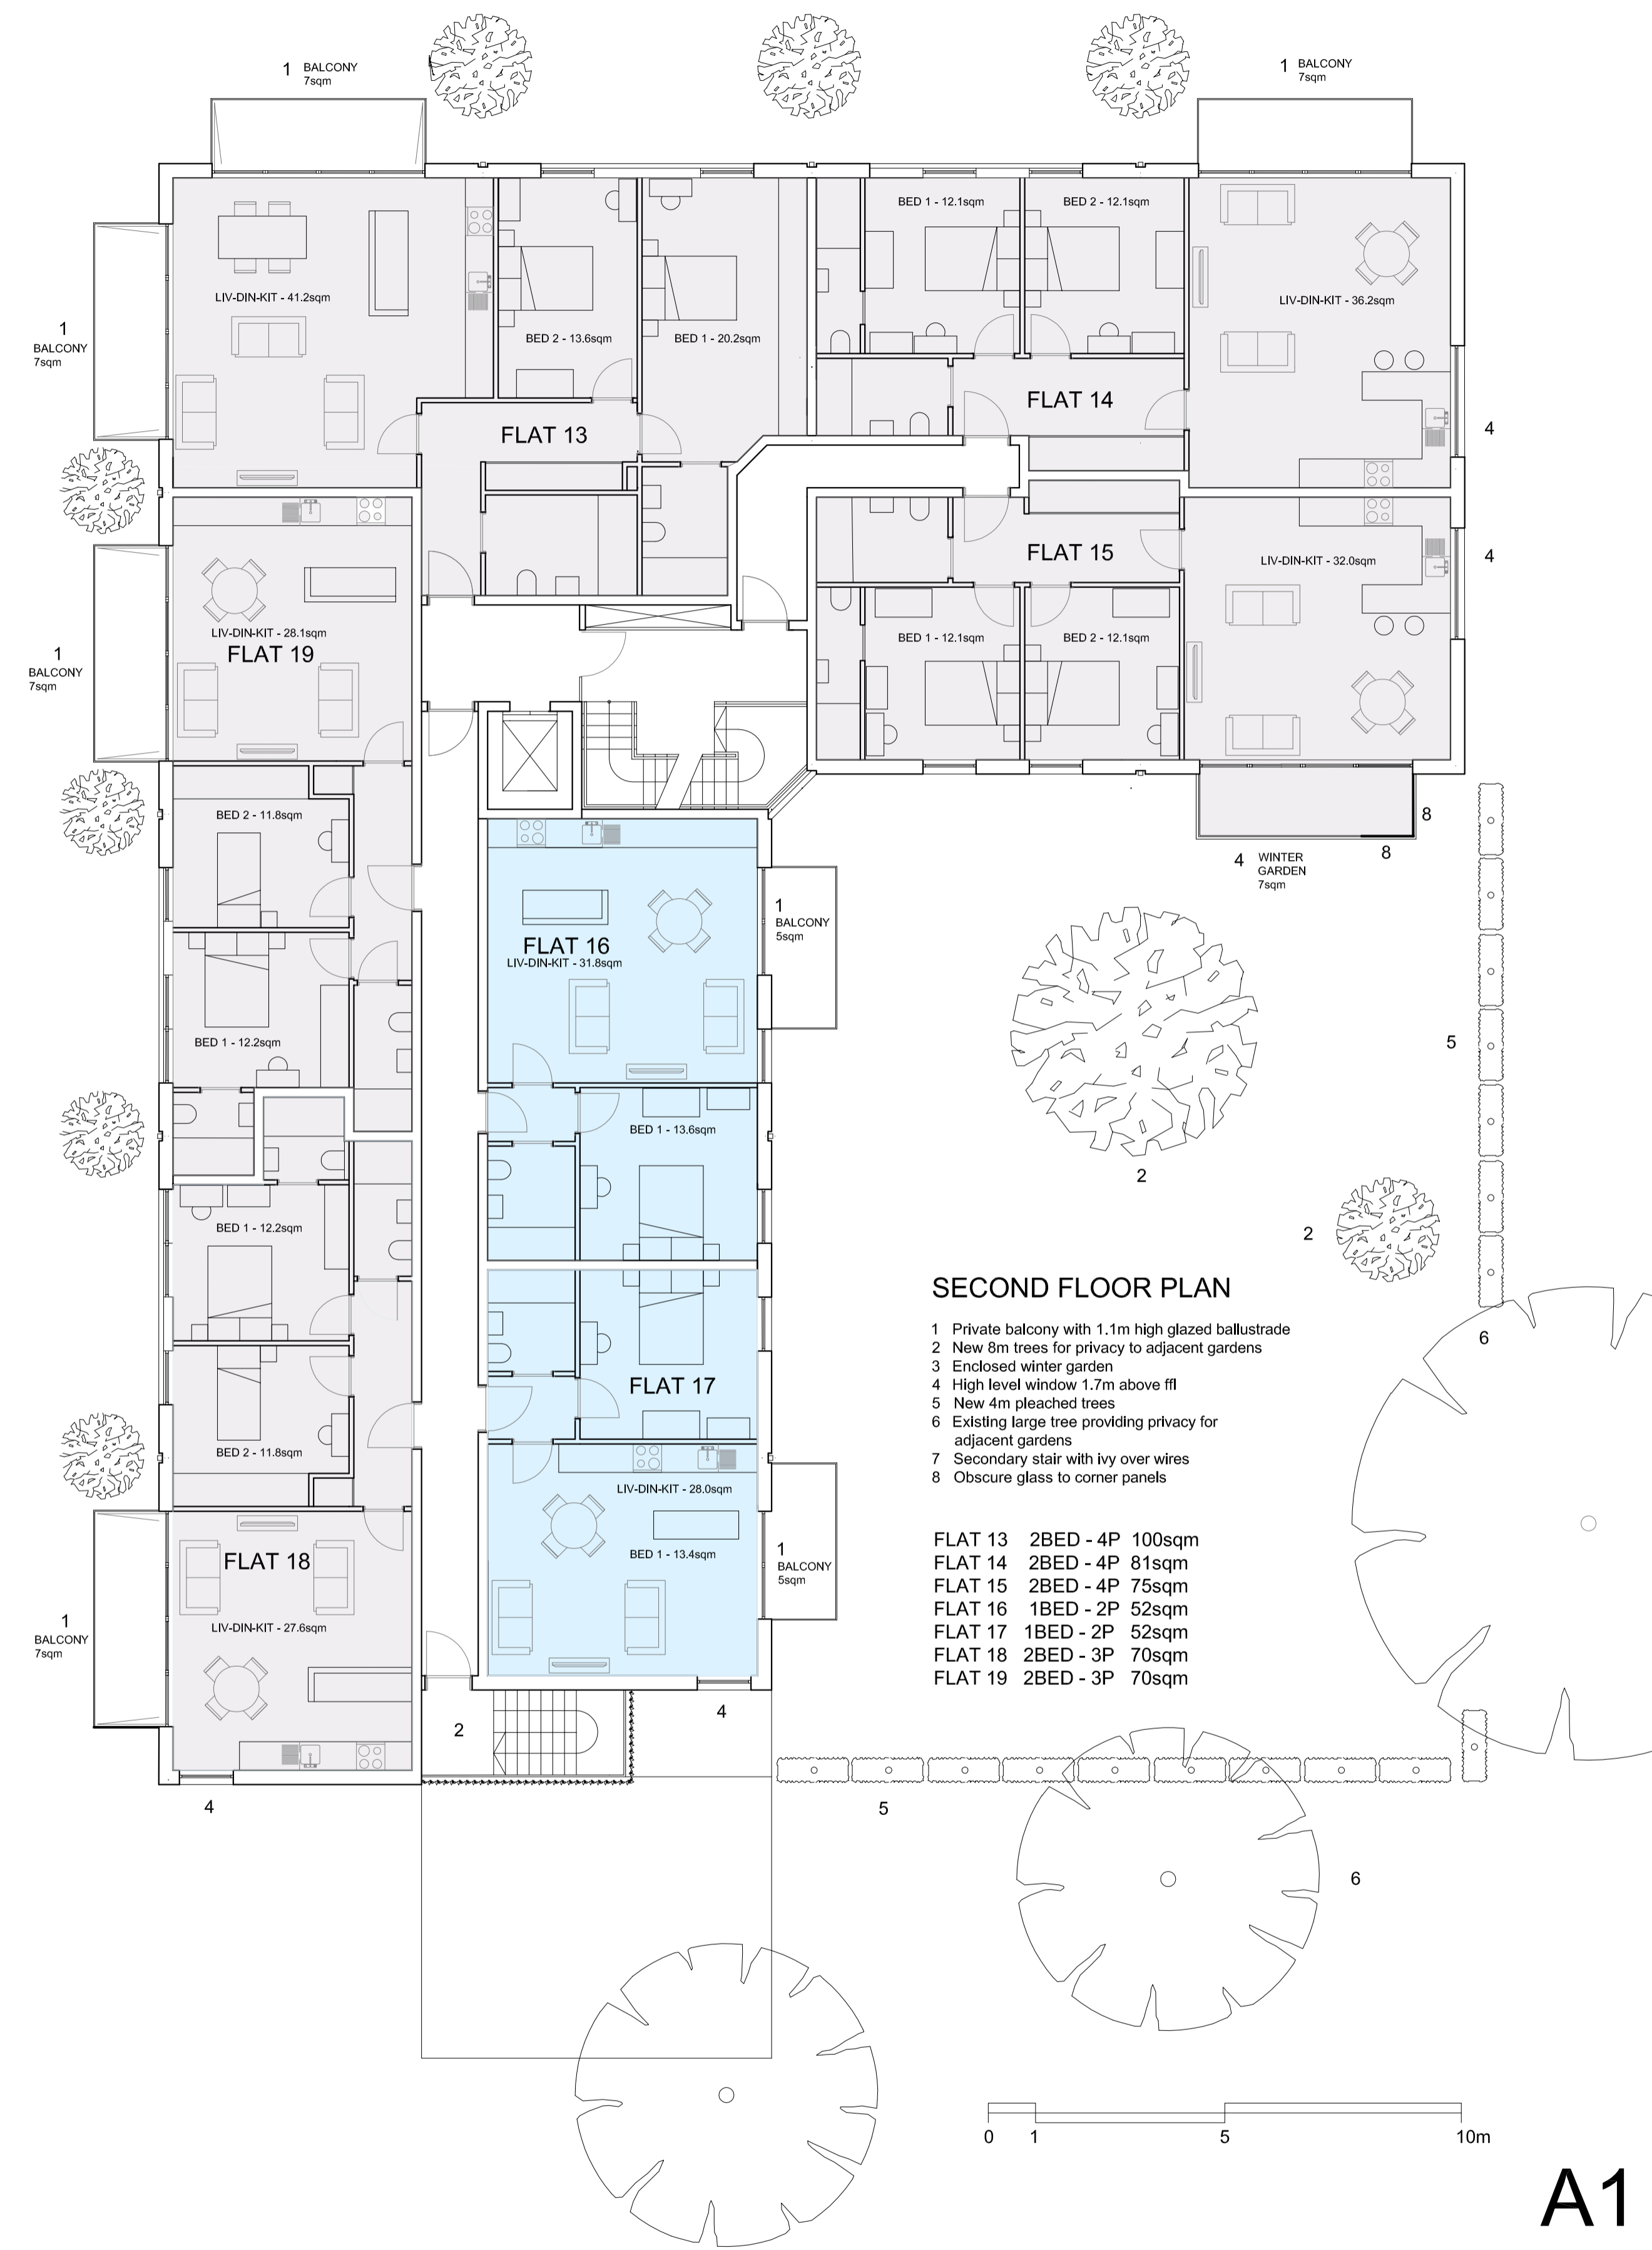 1 BALCONY
7sqm
1 BALCONY
7sqm
BED 1 - 12.1sqm
BED 2 - 12.1sqm
LIV-DIN-KIT - 41.2sqm
LIV-DIN-KIT - 36.2sqm
1
BALCONY
7sqm
BED 2 - 13.6sqm
BED 1 - 20.2sqm
FLAT 14
4
FLAT 13
FLAT 15
4
LIV-DIN-KIT - 32.0sqm
LIV-DIN-KIT - 28.1sqm
FLAT 19
1
BALCONY
7sqm
BED 1 - 12.1sqm
BED 2 - 12.1sqm
BED 2 - 11.8sqm
8
8
4 WINTER
GARDEN
7sqm
1
BALCONY
5sqm
FLAT 16
LIV-DIN-KIT - 31.8sqm
BED 1 - 12.2sqm
5
BED 1 - 13.6sqm
2
BED 1 - 12.2sqm
2
SECOND FLOOR PLAN
1 Private balcony with 1.1m high glazed ballustrade
2 New 8m trees for privacy to adjacent gardens
3 Enclosed winter garden
4 High level window 1.7m above ffl
5 New 4m pleached trees
6 Existing large tree providing privacy for
adjacent gardens
7 Secondary stair with ivy over wires
8 Obscure glass to corner panels
6
FLAT 17
BED 2 - 11.8sqm
LIV-DIN-KIT - 28.0sqm
BED 1 - 13.4sqm
1
BALCONY
5sqm
FLAT 18
LIV-DIN-KIT - 27.6sqm
1
BALCONY
7sqm
FLAT 13 2BED - 4P 100sqm
FLAT 14 2BED - 4P 81sqm
FLAT 15 2BED - 4P 75sqm
FLAT 16 1BED - 2P 52sqm
FLAT 17 1BED - 2P 52sqm
FLAT 18 2BED - 3P 70sqm
FLAT 19 2BED - 3P 70sqm
2
4
4
5
6
0 1 5 10m
A1